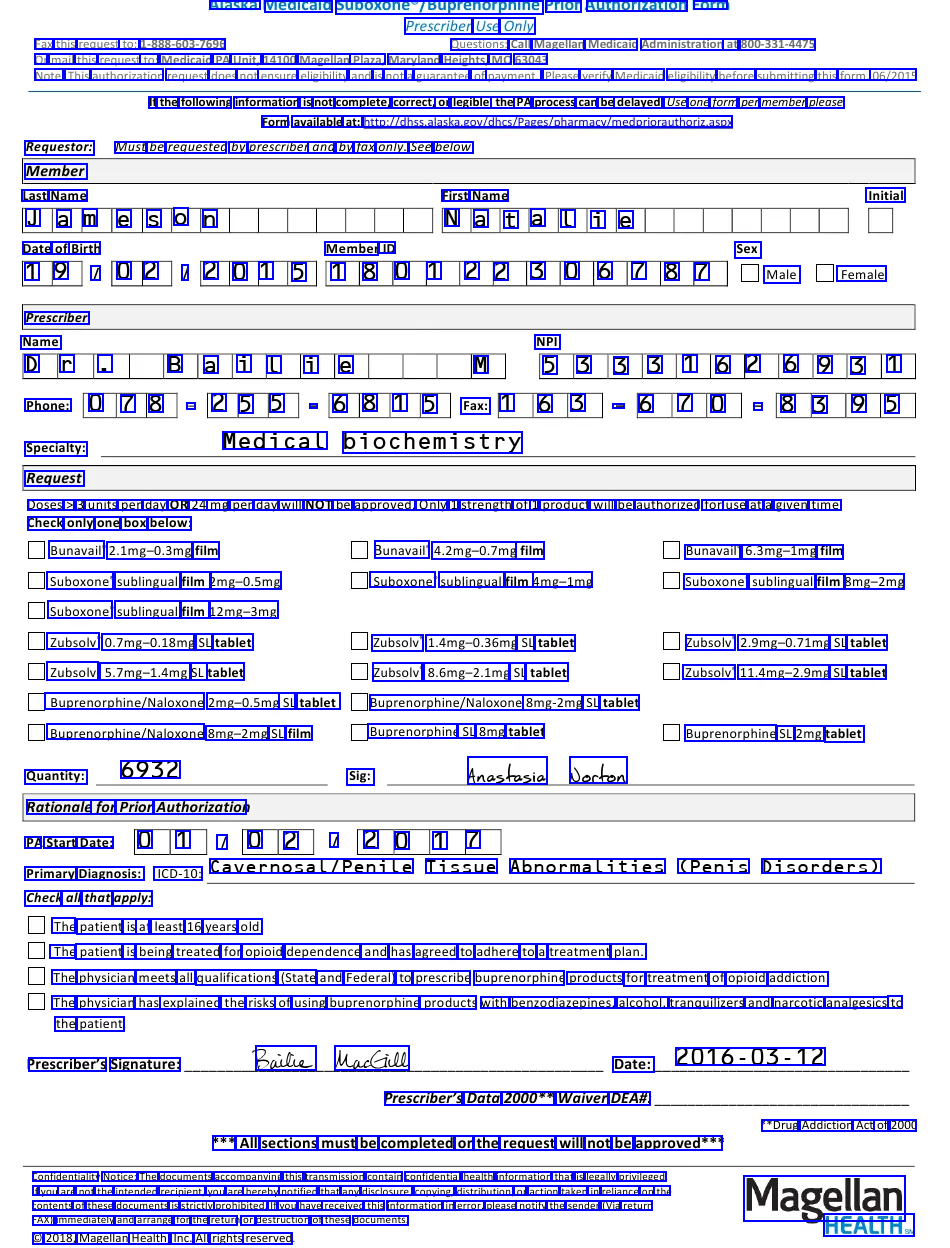 Alaska Medicaid Suboxone®/Buprenorphine Prior Authorization Form
Prescriber Use Only
Fax this request to: 1-888-603-7696 Questions: Call Magellan Medicaid Administration at 800-331-4475
Or mail this request to: Medicaid PA Unit, 14100 Magellan Plaza, Maryland Heights, MO 63043
Note: This authorization request does not ensure eligibility and is not a guarantee of payment. Please verify Medicaid eligibility before submitting this form. 06/2015
If the following information is not complete, correct, or legible the PA process can be delayed. Use one form per member please
Form available at: http://dhss.alaska.gov/dhcs/Pages/pharmacy/medpriorauthoriz.aspx
Requestor: Must be requested by prescriber and by fax only. See below
Member
Last Name First Name Initial
Jameson Natalie
Date of Birth Member ID Sex
19/02/2015 180122306787 Male Female
Prescriber
Name NPI
Dr. Bailie M 53331626931
Phone: 078-255-6815 Fax: 163-670-8395
Specialty: Medical biochemistry
Request
Doses > 3 units per day OR 24 mg per day will NOT be approved. Only 1 strength of 1 product will be authorized for use at a given time
Check only one box below:
Bunavail 2.1mg–0.3mg film Bunavail 4.2mg–0.7mg film Bunavail 6.3mg–1mg film
Suboxone sublingual film 2mg–0.5mg Suboxone sublingual film 4mg–1mg Suboxone sublingual film 8mg–2mg
Suboxone sublingual film 12mg–3mg
Zubsolv 0.7mg–0.18mg SL tablet Zubsolv 1.4mg–0.36mg SL tablet Zubsolv 2.9mg–0.71mg SL tablet
Zubsolv 5.7mg–1.4mg SL tablet Zubsolv 8.6mg–2.1mg SL tablet Zubsolv 11.4mg–2.9mg SL tablet
Buprenorphine/Naloxone 2mg–0.5mg SL tablet Buprenorphine/Naloxone 8mg-2mg SL tablet
Buprenorphine/Naloxone 8mg–2mg SL film Buprenorphine SL 8mg tablet Buprenorphine SL 2mg tablet
Quantity: 6932 Sig: Anastasia Norton
Rationale for Prior Authorization
PA Start Date: 01/02/2017
Primary Diagnosis: ICD-10: Cavernosal/Penile Tissue Abnormalities (Penis Disorders)
Check all that apply:
The patient is at least 16 years old.
The patient is being treated for opioid dependence and has agreed to adhere to a treatment plan.
The physician meets all qualifications (State and Federal) to prescribe buprenorphine products for treatment of opioid addiction
The physician has explained the risks of using buprenorphine products with benzodiazepines, alcohol, tranquilizers and narcotic analgesics to
the patient
Prescriber's Signature: Bailie MacGill Date: 2016-03-12
Prescriber's Data 2000** Waiver DEA#:
**Drug Addiction Act of 2000
*** All sections must be completed or the request will not be approved***
Confidentiality Notice: The documents accompanying this transmission contain confidential health information that is legally privileged.
If you are not the intended recipient, you are hereby notified that any disclosure, copying, distribution, or action taken in reliance on the
contents of these documents is strictly prohibited. If you have received this information in error, please notify the sender (via return
FAX) immediately and arrange for the return or destruction of these documents.
© 2018, Magellan Health, Inc. All rights reserved.
Magellan
HEALTH SM